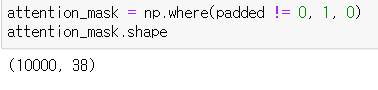 attention_mask = np.where(padded != 0, 1, 0)
attention_mask.shape
(10000, 38)